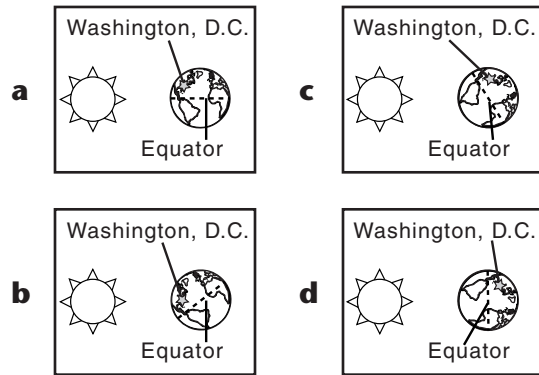 Washington, D.C.
a
Equator
Washington, D.C.
c
Equator
Washington, D.C.
b
Equator
Washington, D.C.
d
Equator